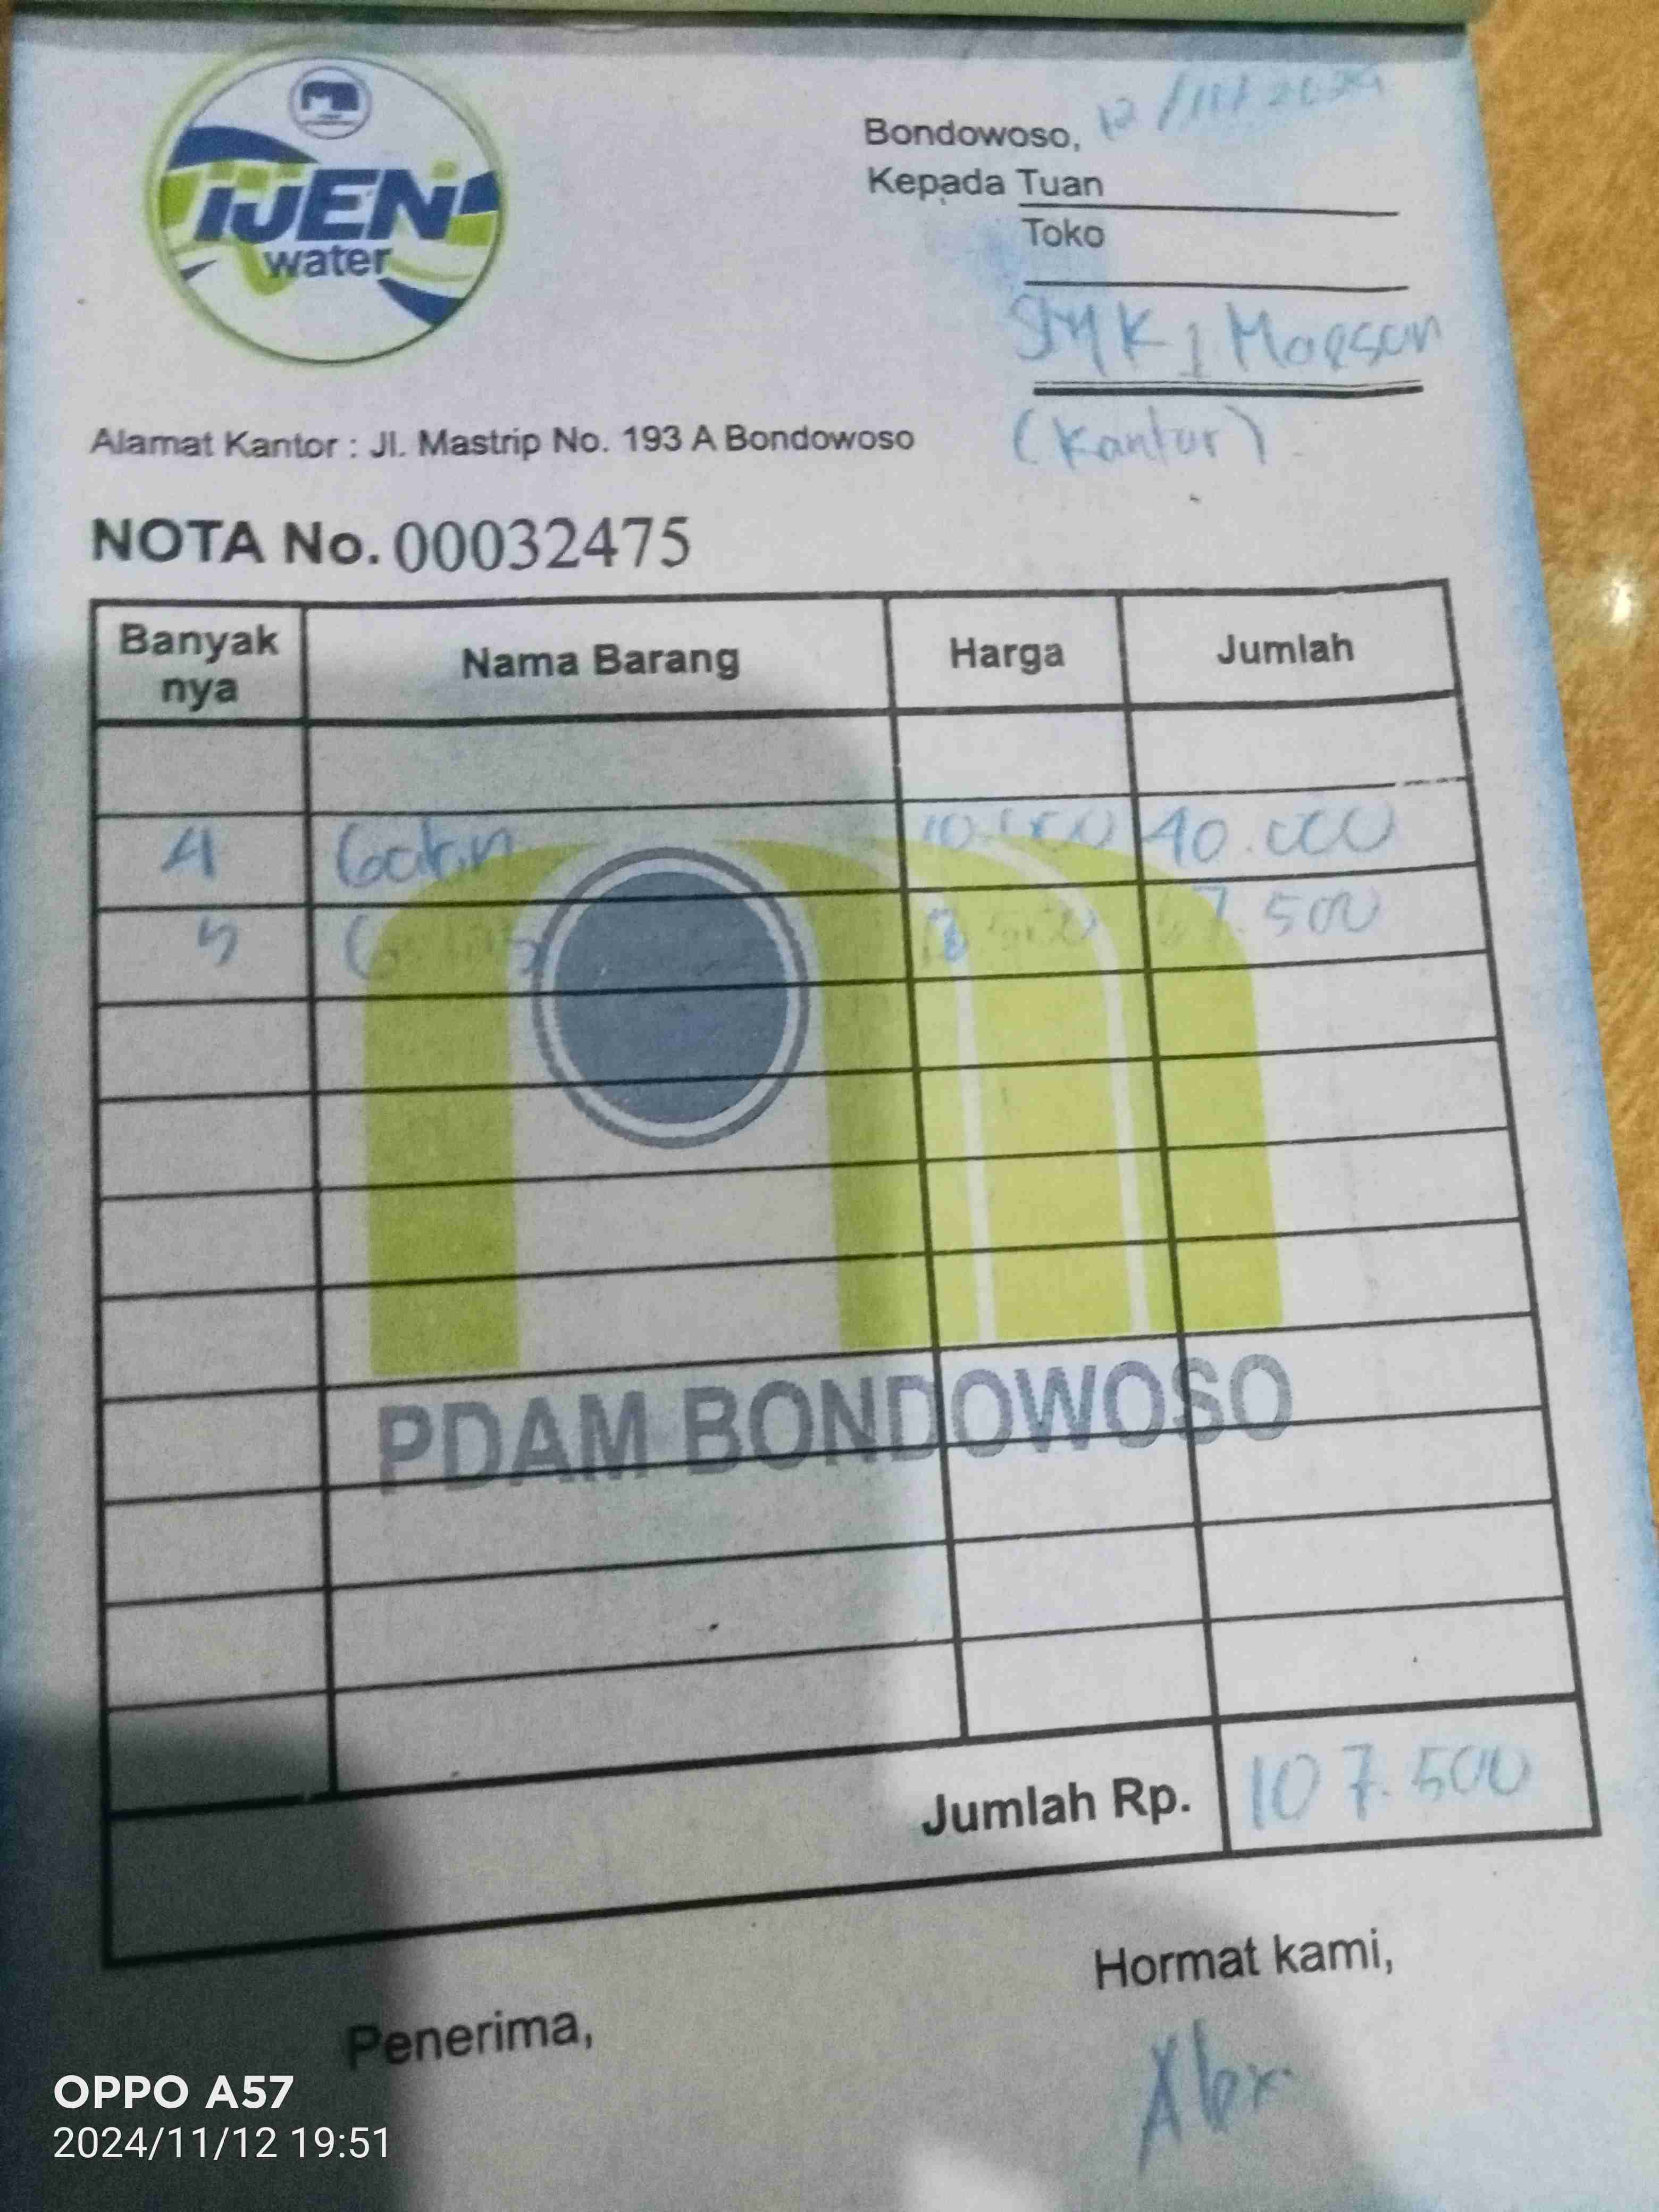 IJEN
water
Bondowoso, 12/11/2024
Kepada Tuan
Toko
SMK 1 Maesan
(Kantor)
Alamat Kantor : Jl. Mastrip No. 193 A Bondowoso
NOTA No. 00032475
Banyak nya Nama Barang Harga Jumlah
4 Galon 10.000 40.000
5 Gelas 13.500 67.500
PDAM BONDOWOSO
Jumlah Rp. 107.500
Hormat kami,
Penerima,
Alex
OPPO A57
2024/11/12 19:51